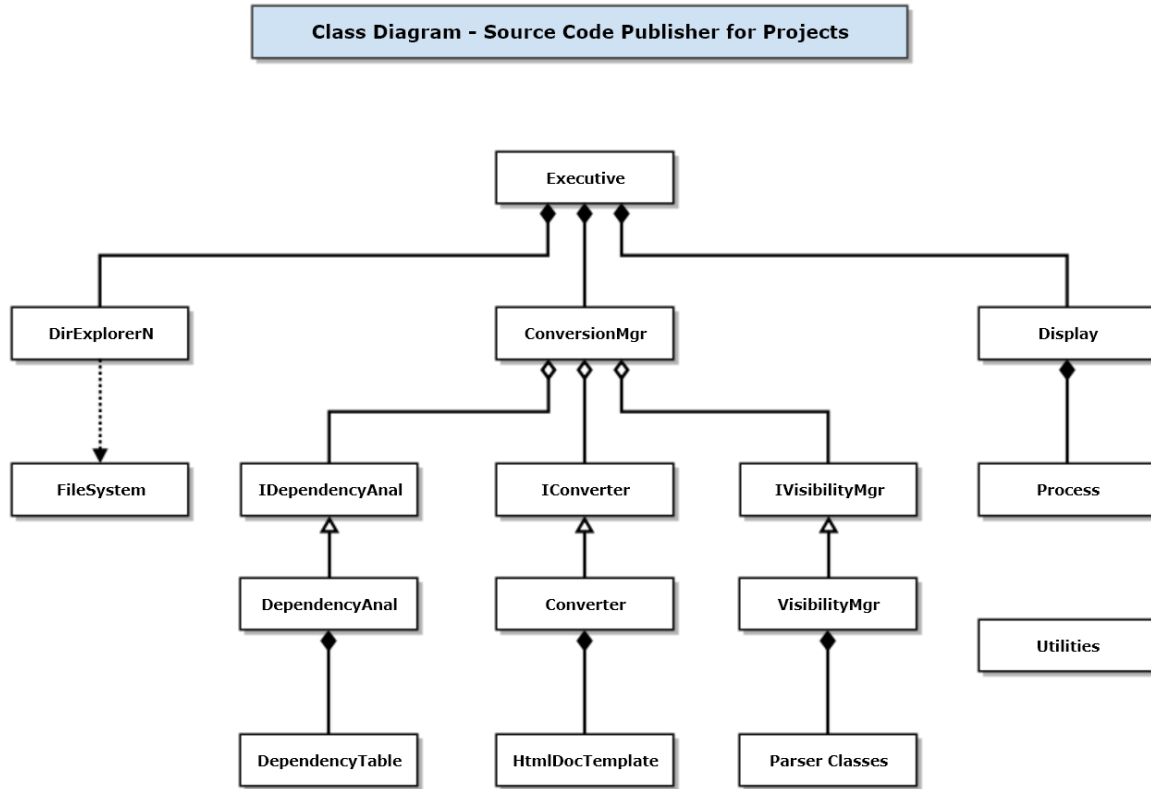 Class Diagram - Source Code Publisher for Projects
Executive
DirExplorerN
ConversionMgr
Display
FileSystem
IDependencyAnal
IConverter
IVisibilityMgr
Process
DependencyAnal
Converter
VisibilityMgr
Utilities
DependencyTable
HtmlDocTemplate
Parser Classes